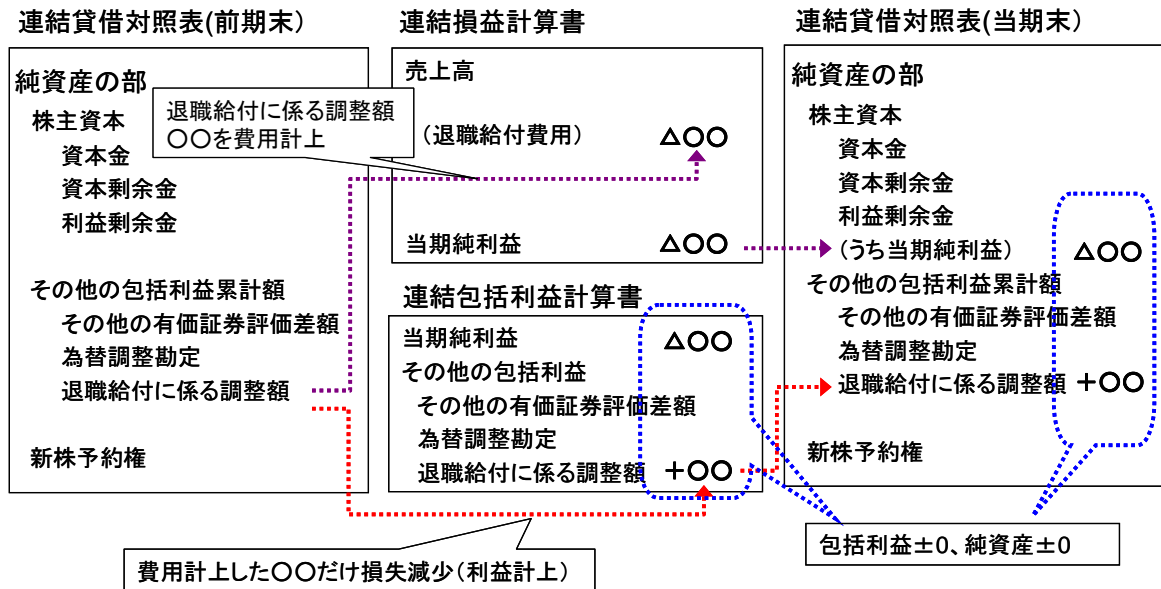 連結貸借対照表(前期末）
純資産の部
株主資本
資本金
資本剰余金
利益剰余金
その他の包括利益累計額
その他の有価証券評価差額
為替調整勘定
退職給付に係る調整額
新株予約権
退職給付に係る調整額
〇〇を費用計上
連結損益計算書
売上高
（退職給付費用） △〇〇
当期純利益 △〇〇
連結包括利益計算書
当期純利益 △〇〇
その他の包括利益
その他の有価証券評価差額
為替調整勘定
退職給付に係る調整額 ＋〇〇
連結貸借対照表(当期末）
純資産の部
株主資本
資本金
資本剰余金
利益剰余金
（うち当期純利益） △〇〇
その他の包括利益累計額
その他の有価証券評価差額
為替調整勘定
退職給付に係る調整額 ＋〇〇
新株予約権
包括利益±0、純資産±0
費用計上した〇〇だけ損失減少（利益計上）